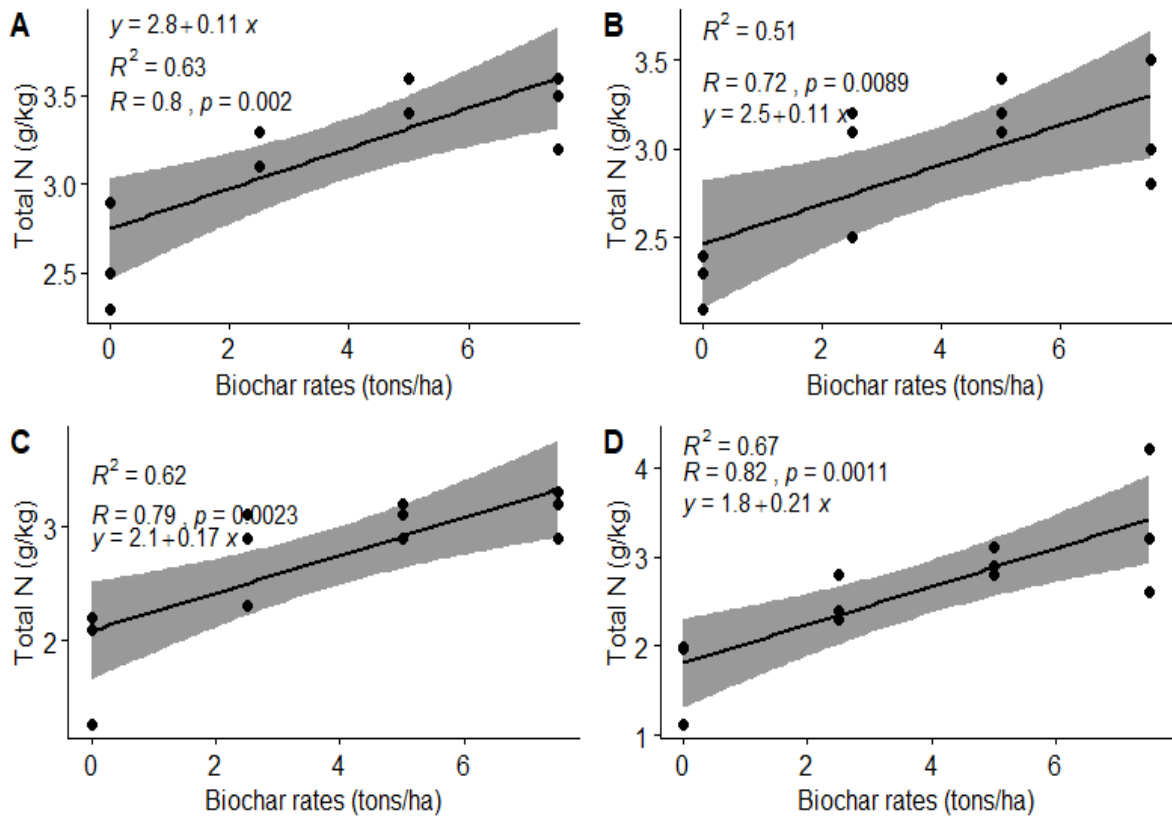 A
y = 2.8 + 0.11 x
R² = 0.63
R = 0.8 , p = 0.002
Total N (g/kg)
3.5
3.0
2.5
0 2 4 6
Biochar rates (tons/ha)
B
R² = 0.51
R = 0.72 , p = 0.0089
y = 2.5 + 0.11 x
Total N (g/kg)
3.5
3.0
2.5
0 2 4 6
Biochar rates (tons/ha)
C
R² = 0.62
R = 0.79 , p = 0.0023
y = 2.1 + 0.17 x
Total N (g/kg)
3
2
0 2 4 6
Biochar rates (tons/ha)
D
R² = 0.67
R = 0.82 , p = 0.0011
y = 1.8 + 0.21 x
Total N (g/kg)
4
3
2
1
0 2 4 6
Biochar rates (tons/ha)